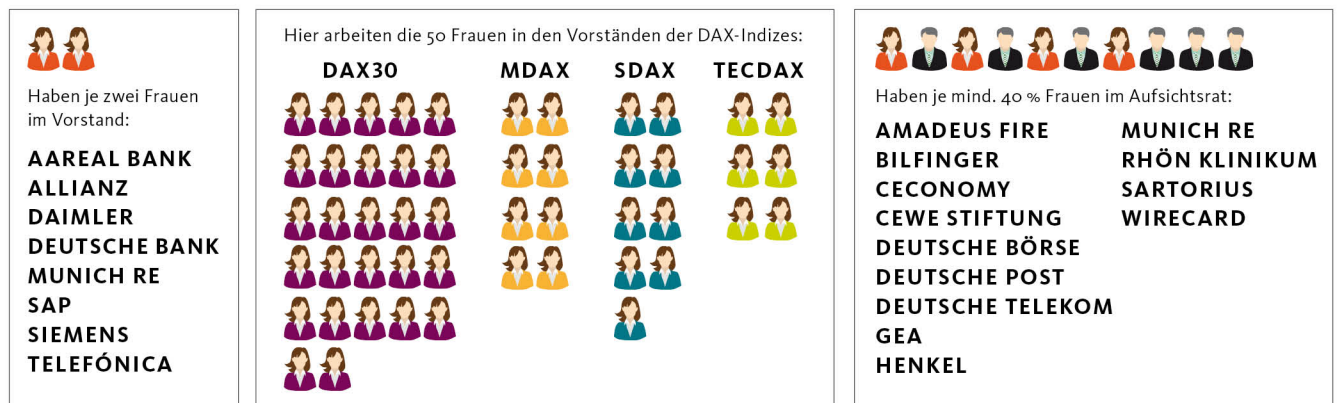 Haben je zwei Frauen
im Vorstand:
AAREAL BANK
ALLIANZ
DAIMLER
DEUTSCHE BANK
MUNICH RE
SAP
SIEMENS
TELEFÓNICA
Hier arbeiten die 50 Frauen in den Vorständen der DAX-Indizes:
DAX30 MDAX SDAX TECDAX
Haben je mind. 40 % Frauen im Aufsichtsrat:
AMADEUS FIRE
BILFINGER
CECONOMY
CEWE STIFTUNG
DEUTSCHE BÖRSE
DEUTSCHE POST
DEUTSCHE TELEKOM
GEA
HENKEL
MUNICH RE
RHÖN KLINIKUM
SARTORIUS
WIRECARD